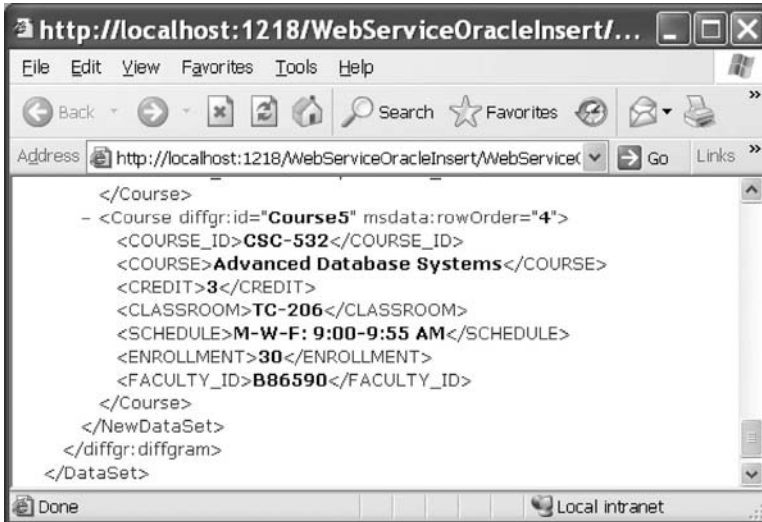 http://localhost:1218/WebServiceOracleInsert/...
File Edit View Favorites Tools Help
Back Search Favorites »
Address http://localhost:1218/WebServiceOracleInsert/WebService( Go Links »
</Course>
– <Course diffgr:id="Course5" msdata:rowOrder="4">
<COURSE_ID>CSC-532</COURSE_ID>
<COURSE>Advanced Database Systems</COURSE>
<CREDIT>3</CREDIT>
<CLASSROOM>TC-206</CLASSROOM>
<SCHEDULE>M-W-F: 9:00-9:55 AM</SCHEDULE>
<ENROLLMENT>30</ENROLLMENT>
<FACULTY_ID>B86590</FACULTY_ID>
</Course>
</NewDataSet>
</diffgr:diffgram>
</DataSet>
Done Local intranet